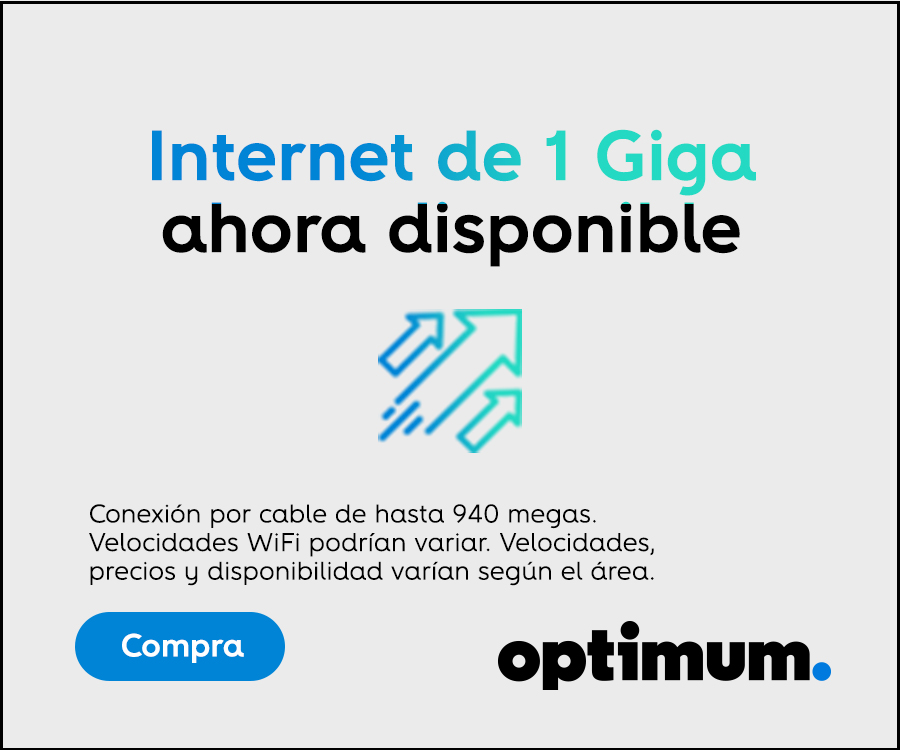 Internet de 1 Giga
ahora disponible
Conexión por cable de hasta 940 megas.
Velocidades WiFi podrían variar. Velocidades,
precios y disponibilidad varían según el área.
Compra
optimum.